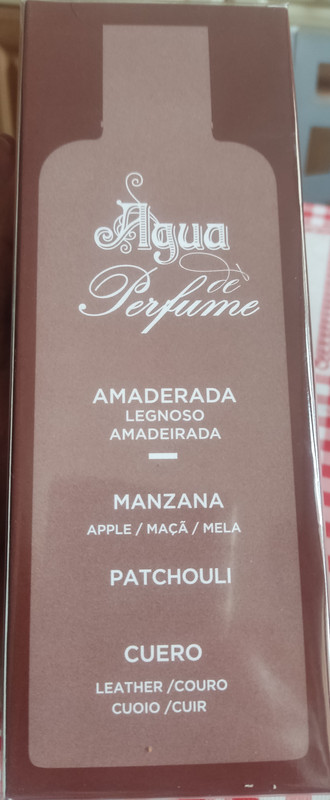 Agua
de
Perfume
AMADERADA
LEGNOSO
AMADEIRADA
MANZANA
APPLE / MAÇÃ / MELA
PATCHOULI
CUERO
LEATHER /COURO
CUOIO /CUIR